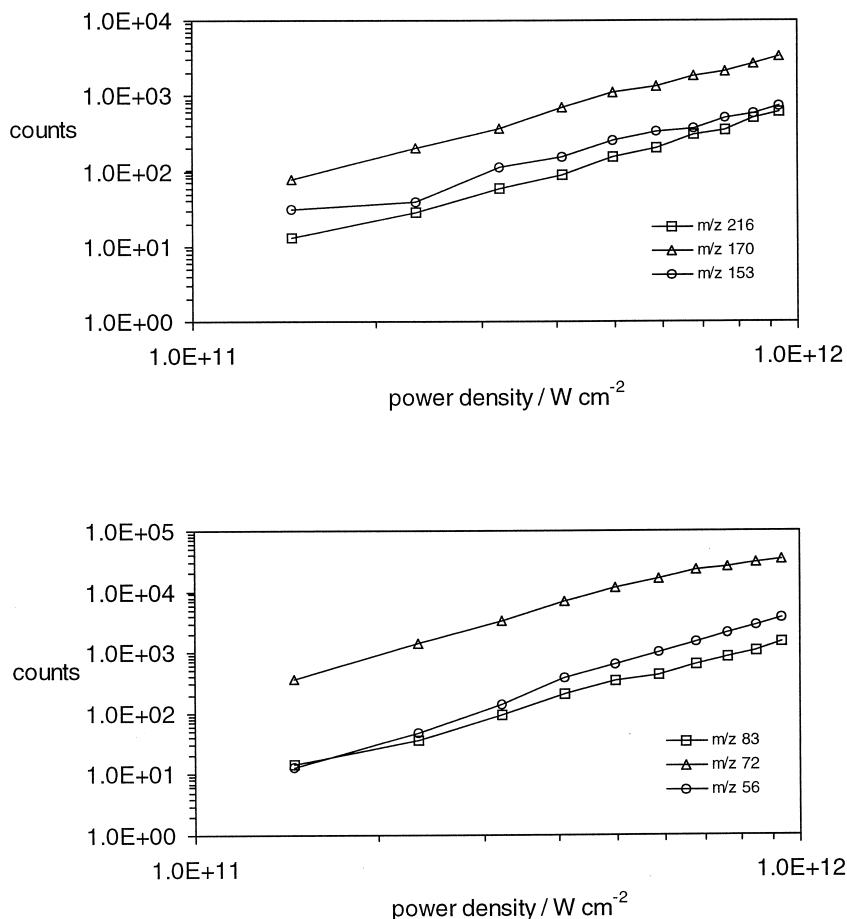 1.0E+04
1.0E+03
counts
1.0E+02
1.0E+01
1.0E+00
m/z 216
m/z 170
m/z 153
1.0E+11 1.0E+12
power density / W cm-2
1.0E+05
1.0E+04
1.0E+03
counts
1.0E+02
1.0E+01
1.0E+00
m/z 83
m/z 72
m/z 56
1.0E+11 1.0E+12
power density / W cm-2